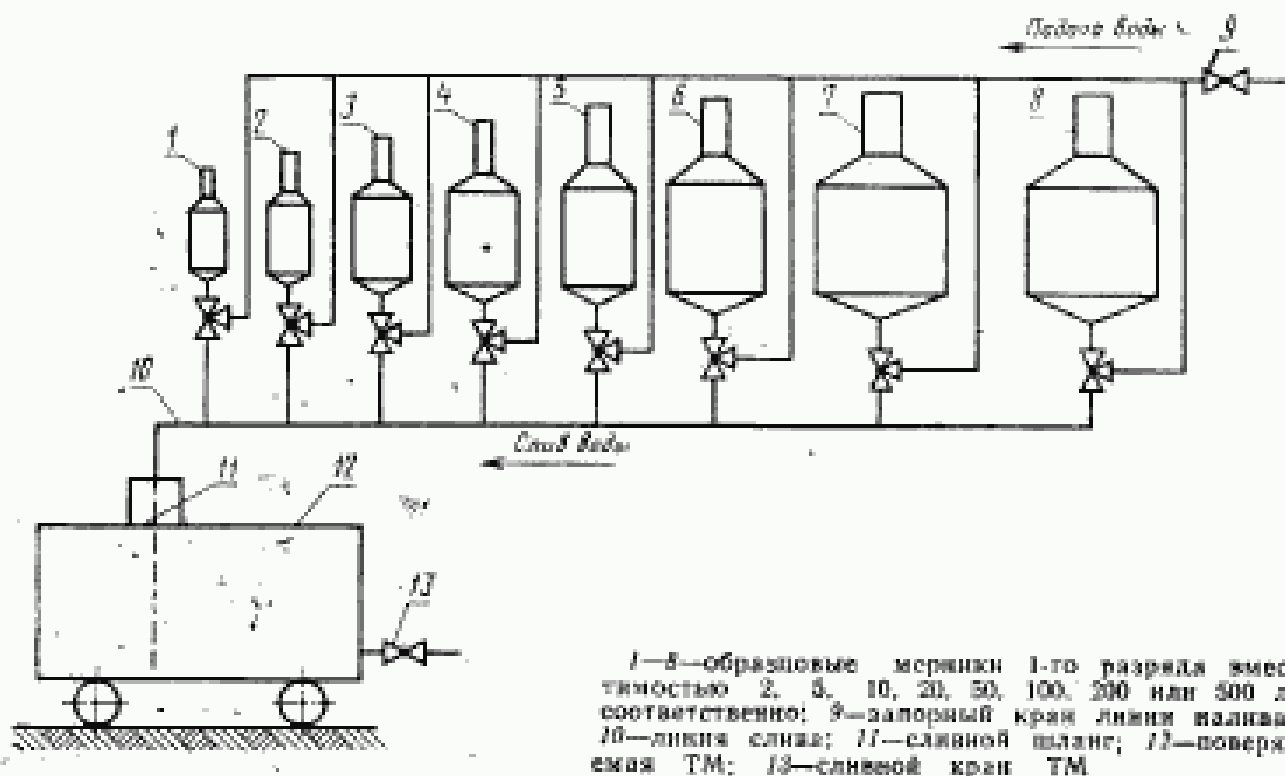 Подача воды
9
1
2
3
4
5
6
7
8
10
Слив воды
11
12
13
1—8—образцовые мерники 1-го разряда вмес-
тимостью 2, 5, 10, 20, 50, 100, 200 или 500 л
соответственно; 9—запорный кран линии налива;
10—линия слива; 11—сливной шланг; 12—поверя-
емая ТМ; 13—сливной кран ТМ